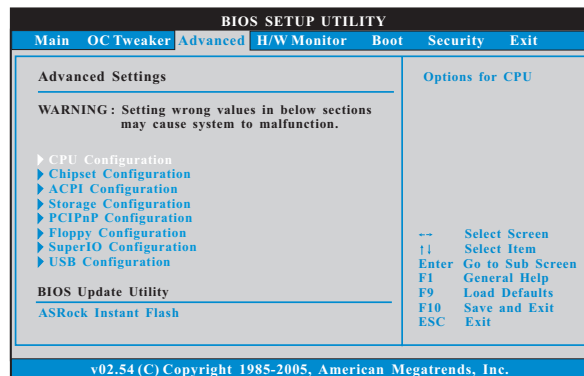 BIOS SETUP UTILITY
Main OC Tweaker Advanced H/W Monitor Boot Security Exit
Advanced Settings
WARNING : Setting wrong values in below sections
may cause system to malfunction.
CPU Configuration
Chipset Configuration
ACPI Configuration
Storage Configuration
PCIPnP Configuration
Floppy Configuration
SuperIO Configuration
USB Configuration
BIOS Update Utility
ASRock Instant Flash
Options for CPU
←→ Select Screen
↑↓ Select Item
Enter Go to Sub Screen
F1 General Help
F9 Load Defaults
F10 Save and Exit
ESC Exit
v02.54 (C) Copyright 1985-2005, American Megatrends, Inc.